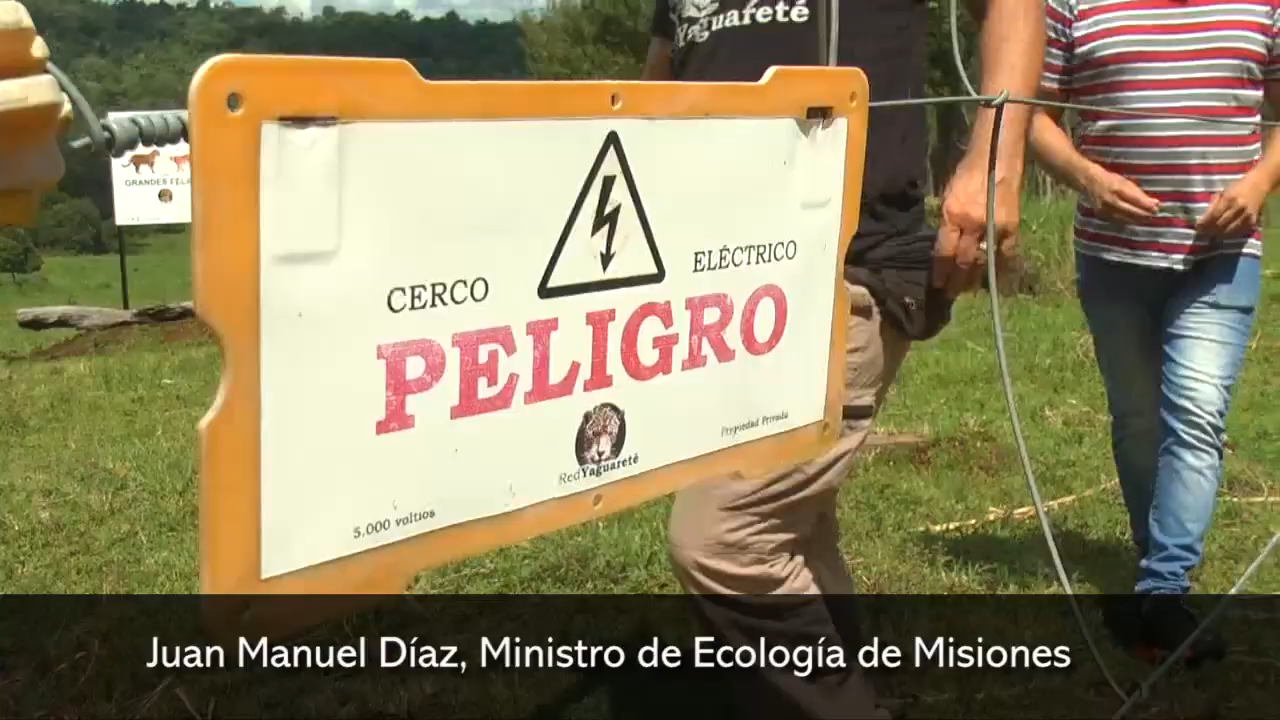 Yaguareté
GRANDES FELI
CERCO
ELÉCTRICO
PELIGRO
RedYaguareté
Propiedad Privada
5.000 voltios
Juan Manuel Díaz, Ministro de Ecología de Misiones